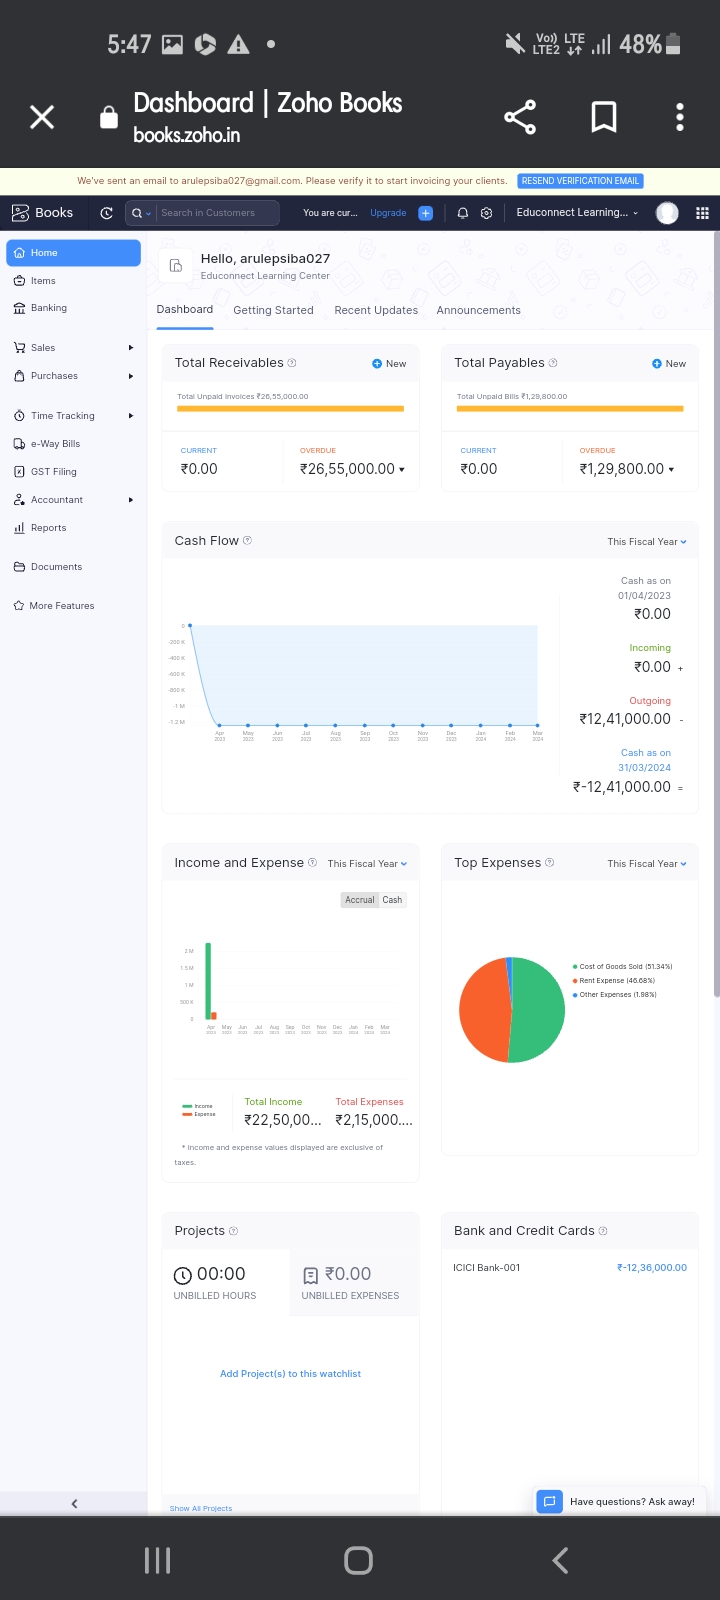 5:47
Vo)) LTE
LTE2
48%
Dashboard | Zoho Books
books.zoho.in
We've sent an email to arulepsiba027@gmail.com. Please verify it to start invoicing your clients. RESEND VERIFICATION EMAIL
Books
Search in Customers
You are cur... Upgrade
Educonnect Learning...
Home
Items
Banking
Sales
Purchases
Time Tracking
e-Way Bills
GST Filing
Accountant
Reports
Documents
More Features
Hello, arulepsiba027
Educonnect Learning Center
Dashboard Getting Started Recent Updates Announcements
Total Receivables New
Total Unpaid Invoices ₹26,55,000.00
CURRENT OVERDUE
₹0.00 ₹26,55,000.00
Total Payables New
Total Unpaid Bills ₹1,29,800.00
CURRENT OVERDUE
₹0.00 ₹1,29,800.00
Cash Flow This Fiscal Year
0
-200 K
-400 K
-600 K
-800 K
-1 M
-1.2 M
Apr May Jun Jul Aug Sep Oct Nov Dec Jan Feb Mar
2023 2023 2023 2023 2023 2023 2023 2023 2023 2024 2024 2024
Cash as on
01/04/2023
₹0.00
Incoming
₹0.00 +
Outgoing
₹12,41,000.00 -
Cash as on
31/03/2024
₹-12,41,000.00 =
Income and Expense This Fiscal Year
Accrual Cash
2 M
1.5 M
1 M
500 K
0
Apr May Jun Jul Aug Sep Oct Nov Dec Jan Feb Mar
2023 2023 2023 2023 2023 2023 2023 2023 2023 2024 2024 2024
Income
Expense
Total Income Total Expenses
₹22,50,00... ₹2,15,000....
* Income and expense values displayed are exclusive of
taxes.
Top Expenses This Fiscal Year
Cost of Goods Sold (51.34%)
Rent Expense (46.68%)
Other Expenses (1.98%)
Projects
00:00 ₹0.00
UNBILLED HOURS UNBILLED EXPENSES
Add Project(s) to this watchlist
Show All Projects
Bank and Credit Cards
ICICI Bank-001 ₹-12,36,000.00
Have questions? Ask away!